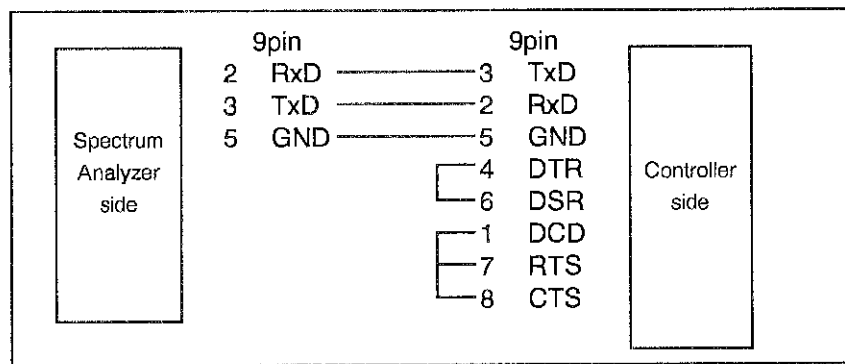 9pin 9pin
2 RxD 3 TxD
3 TxD 2 RxD
5 GND 5 GND
4 DTR
6 DSR
1 DCD
7 RTS
8 CTS
Spectrum
Analyzer
side
Controller
side